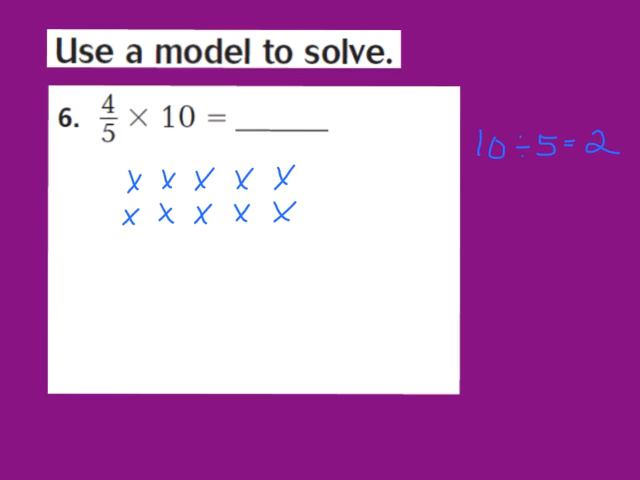 Use a model to solve.
6. 4/5 × 10 = ______
10 ÷ 5 = 2
x x x x x
x x x x x